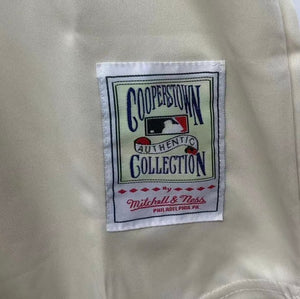 COOPERSTOWN
AUTHENTIC
COLLECTION
By
Mitchell & Ness
PHILADELPHIA PA